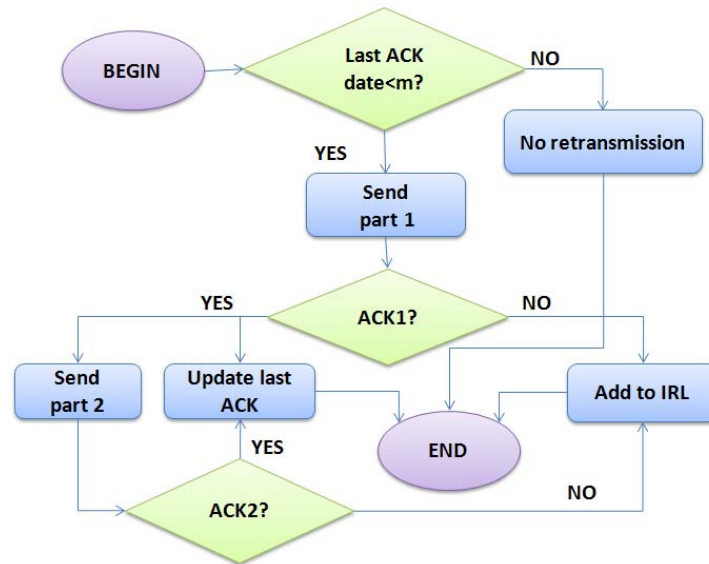 BEGIN
Last ACK
date<m?
NO
No retransmission
YES
Send
part 1
YES
ACK1?
NO
Send
part 2
Update last
ACK
Add to IRL
END
YES
ACK2?
NO